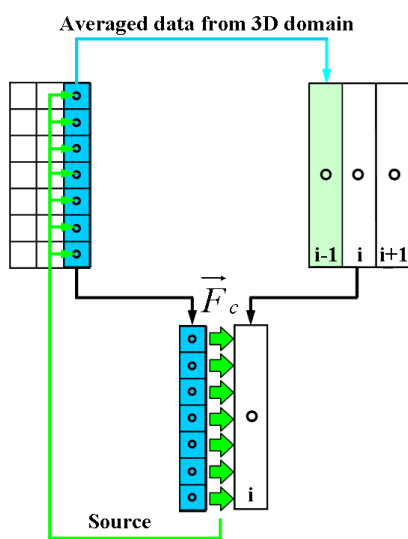 Averaged data from 3D domain
i-1 i i+1
F c
i
Source